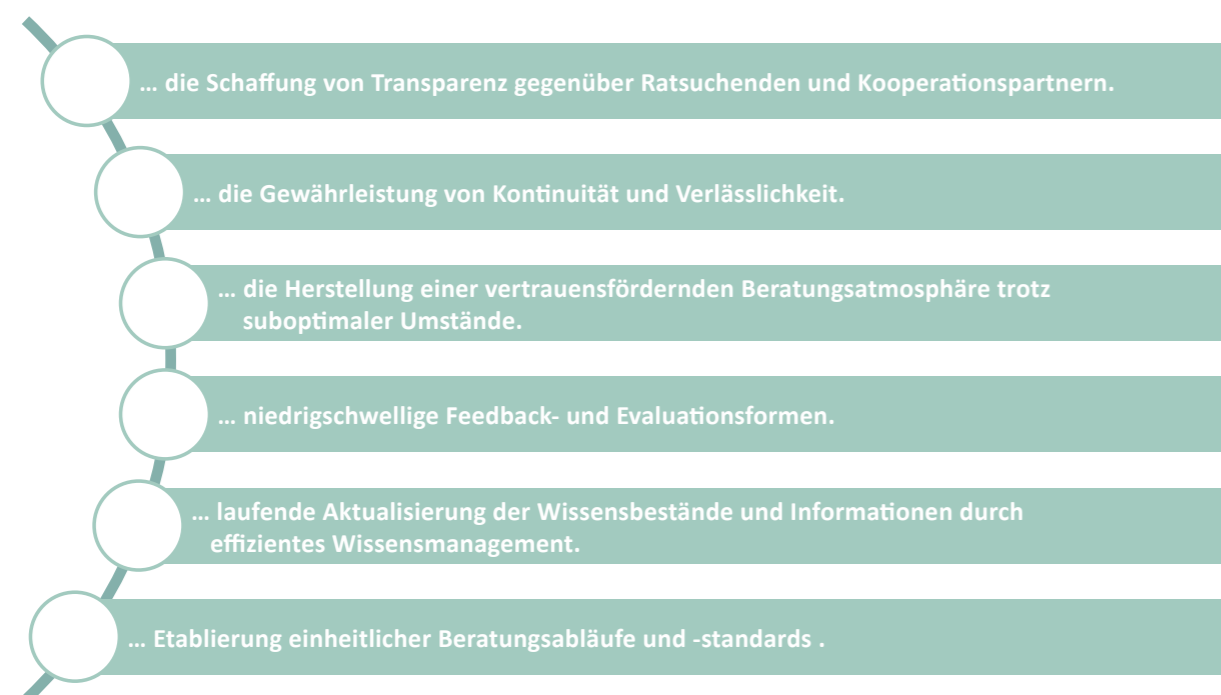 … die Schaffung von Transparenz gegenüber Ratsuchenden und Kooperationspartnern.
… die Gewährleistung von Kontinuität und Verlässlichkeit.
… die Herstellung einer vertrauensfördernden Beratungsatmosphäre trotz
suboptimaler Umstände.
… niedrigschwellige Feedback- und Evaluationsformen.
… laufende Aktualisierung der Wissensbestände und Informationen durch
effizientes Wissensmanagement.
… Etablierung einheitlicher Beratungsabläufe und -standards .